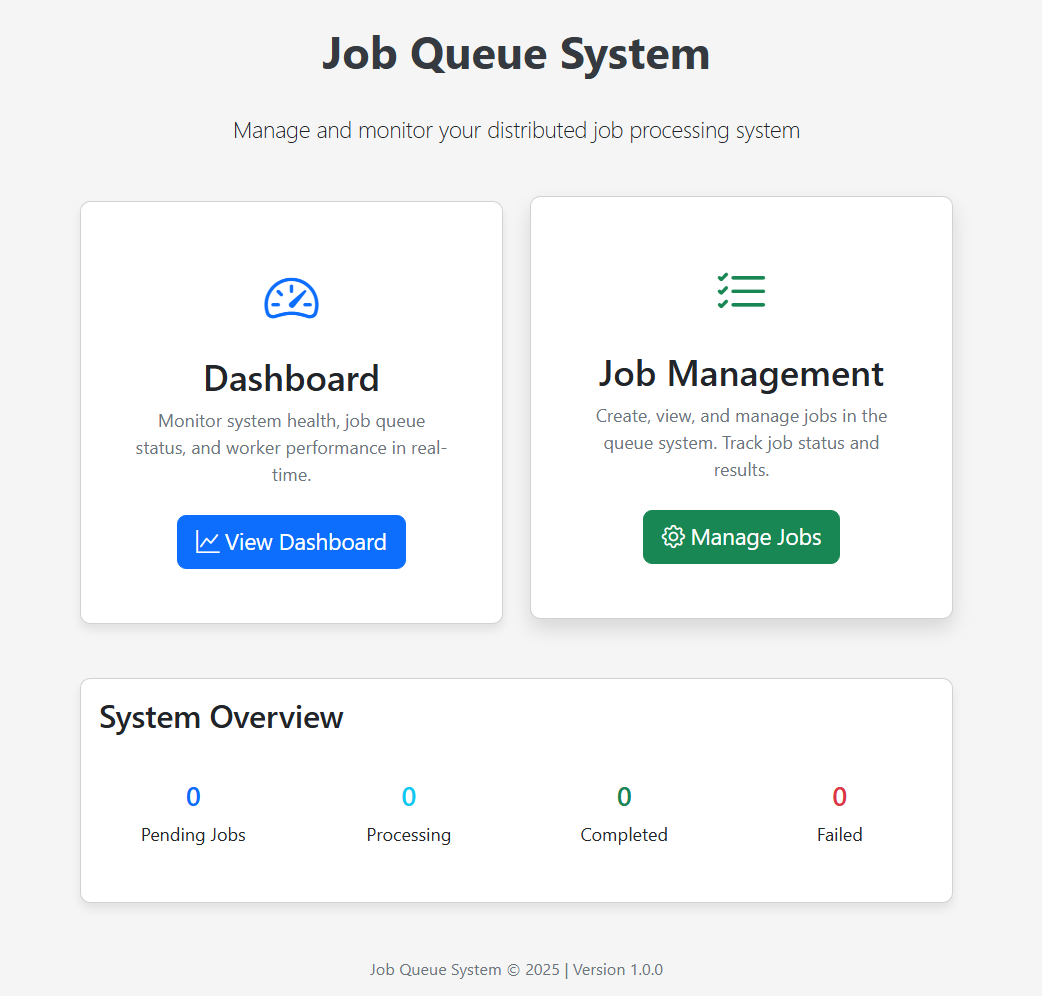 Job Queue System
Manage and monitor your distributed job processing system
Dashboard
Monitor system health, job queue
status, and worker performance in real-
time.
View Dashboard
Job Management
Create, view, and manage jobs in the
queue system. Track job status and
results.
Manage Jobs
System Overview
0
Pending Jobs
0
Processing
0
Completed
0
Failed
Job Queue System © 2025 | Version 1.0.0